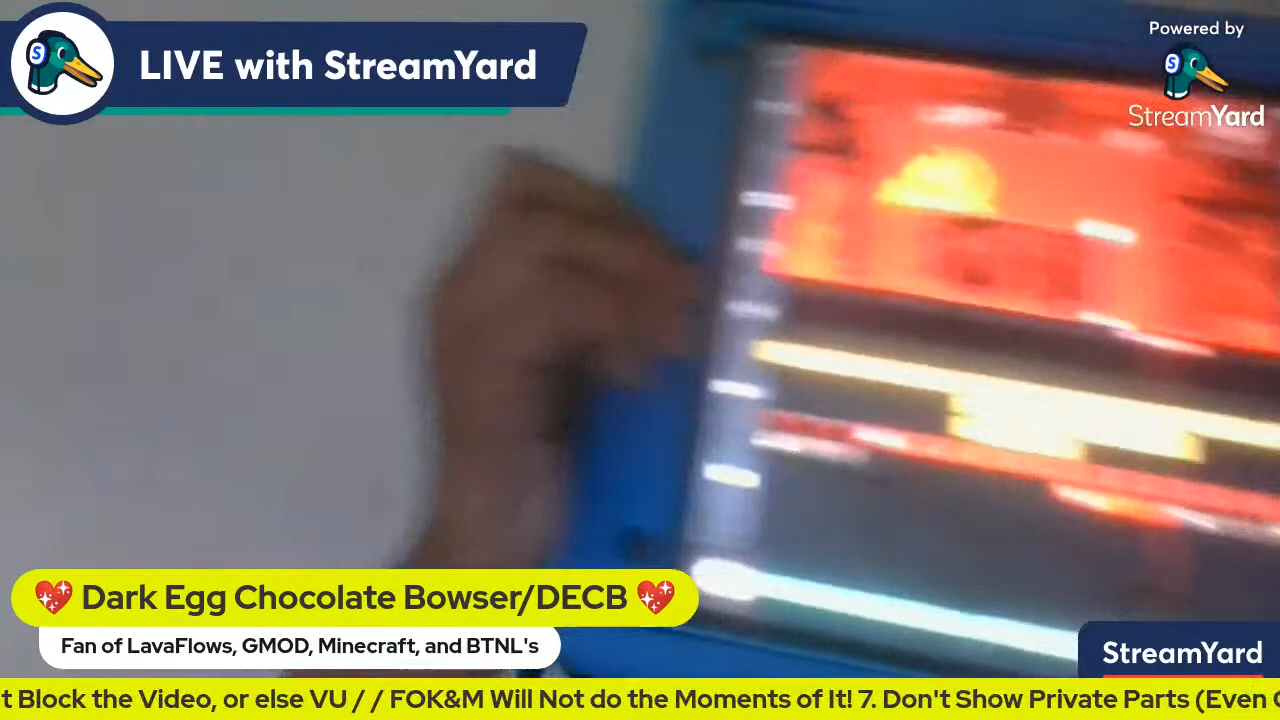 LIVE with StreamYard
Powered by
StreamYard
💖 Dark Egg Chocolate Bowser/DECB 💖
Fan of LavaFlows, GMOD, Minecraft, and BTNL's
StreamYard
t Block the Video, or else VU / / FOK&M Will Not do the Moments of It! 7. Don't Show Private Parts (Even